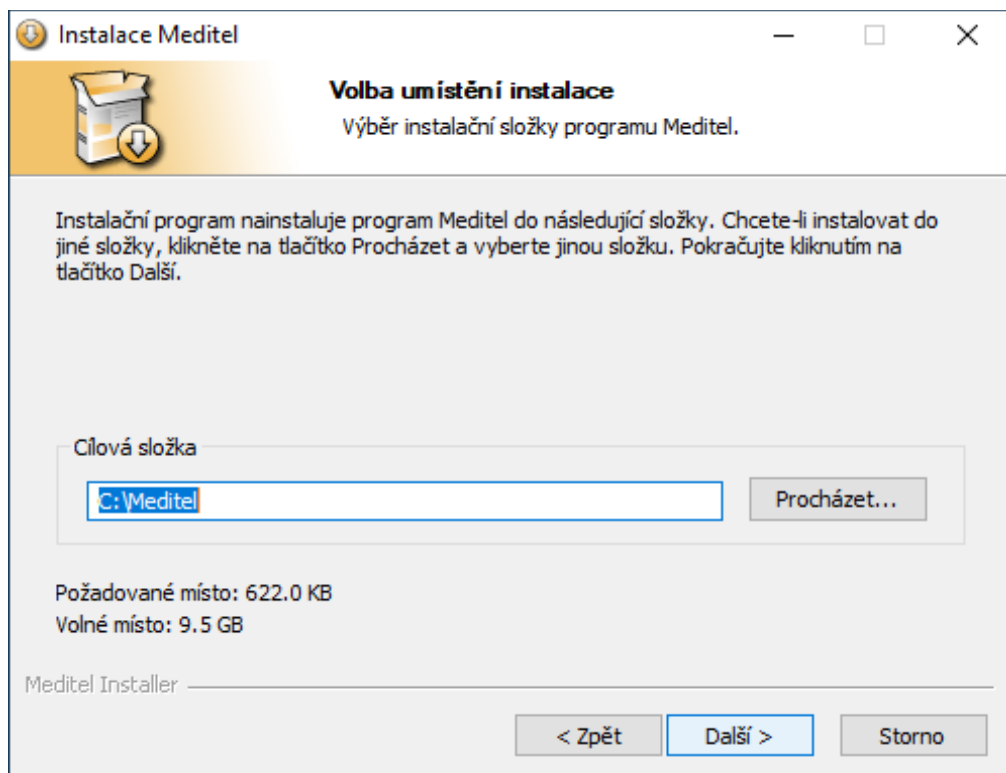 Instalace Meditel
Volba umístění instalace
Výběr instalační složky programu Meditel.
Instalační program nainstaluje program Meditel do následující složky. Chcete-li instalovat do
jiné složky, klikněte na tlačítko Procházet a vyberte jinou složku. Pokračujte kliknutím na
tlačítko Další.
Cílová složka
C:\Meditel
Procházet...
Požadované místo: 622.0 KB
Volné místo: 9.5 GB
Meditel Installer
< Zpět
Další >
Storno